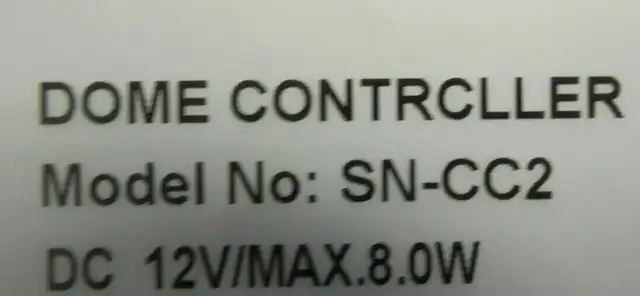 DOME CONTRCLLER
Model No: SN-CC2
DC 12V/MAX.8.0W